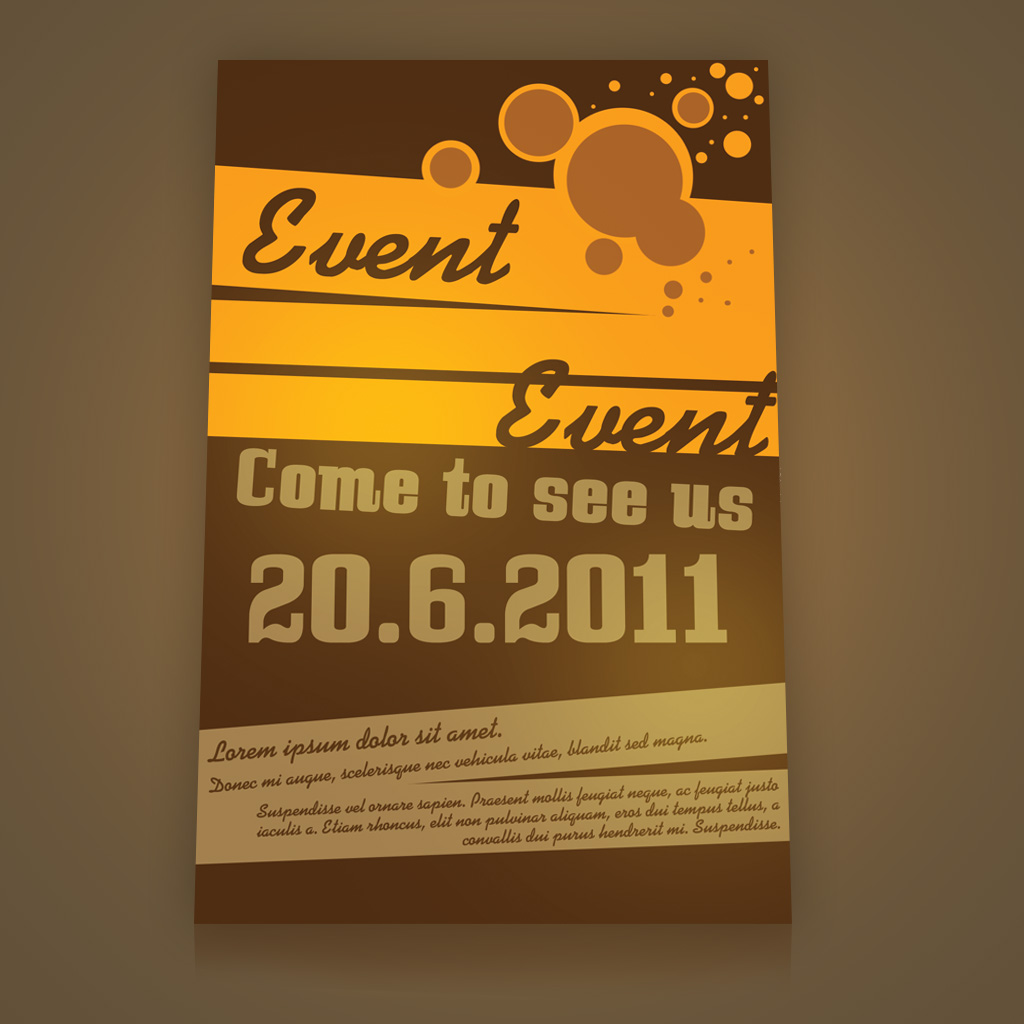 Event
Event
Come to see us
20.6.2011
Lorem ipsum dolor sit amet.
Donec mi augue, scelerisque nec vehicula vitae, blandit sed magna.
Suspendisse vel ornare sapien. Praesent mollis feugiat neque, ac feugiat justo
iaculis a. Etiam rhoncus, elit non pulvinar aliquam, eros dui tempus tellus, a
convallis dui purus hendrerit mi. Suspendisse.